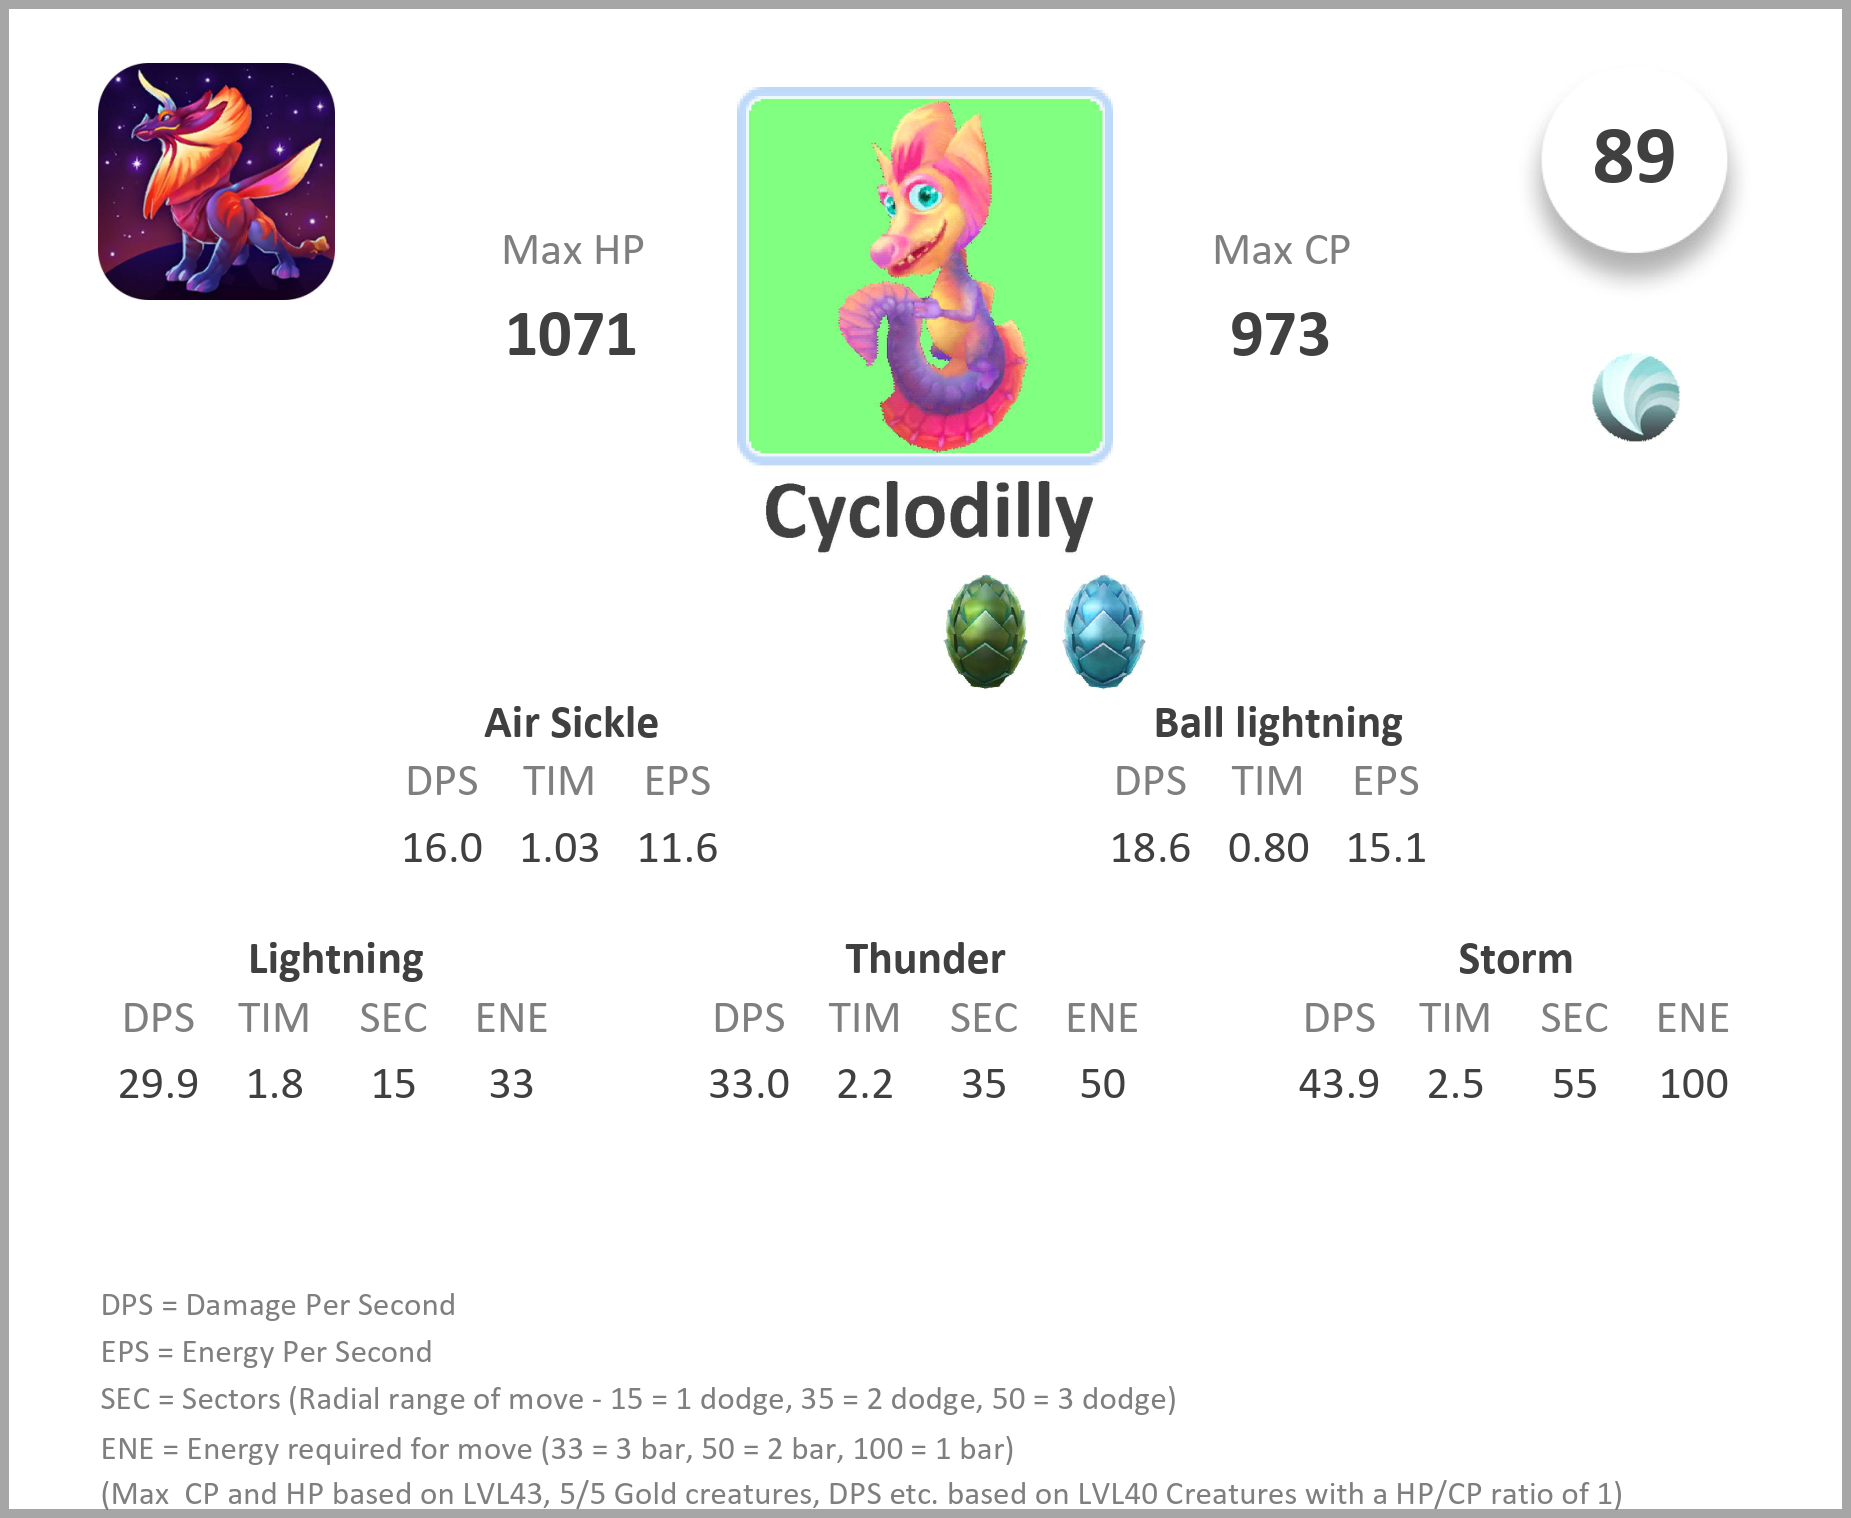 89
Max HP
Max CP
1071
973
Cyclodilly
Air Sickle
Ball lightning
DPS TIM EPS
DPS TIM EPS
16.0 1.03 11.6
18.6 0.80 15.1
Lightning
Thunder
Storm
DPS TIM SEC ENE
DPS TIM SEC ENE
DPS TIM SEC ENE
29.9 1.8 15 33
33.0 2.2 35 50
43.9 2.5 55 100
DPS = Damage Per Second
EPS = Energy Per Second
SEC = Sectors (Radial range of move - 15 = 1 dodge, 35 = 2 dodge, 50 = 3 dodge)
ENE = Energy required for move (33 = 3 bar, 50 = 2 bar, 100 = 1 bar)
(Max  CP and HP based on LVL43, 5/5 Gold creatures, DPS etc. based on LVL40 Creatures with a HP/CP ratio of 1)